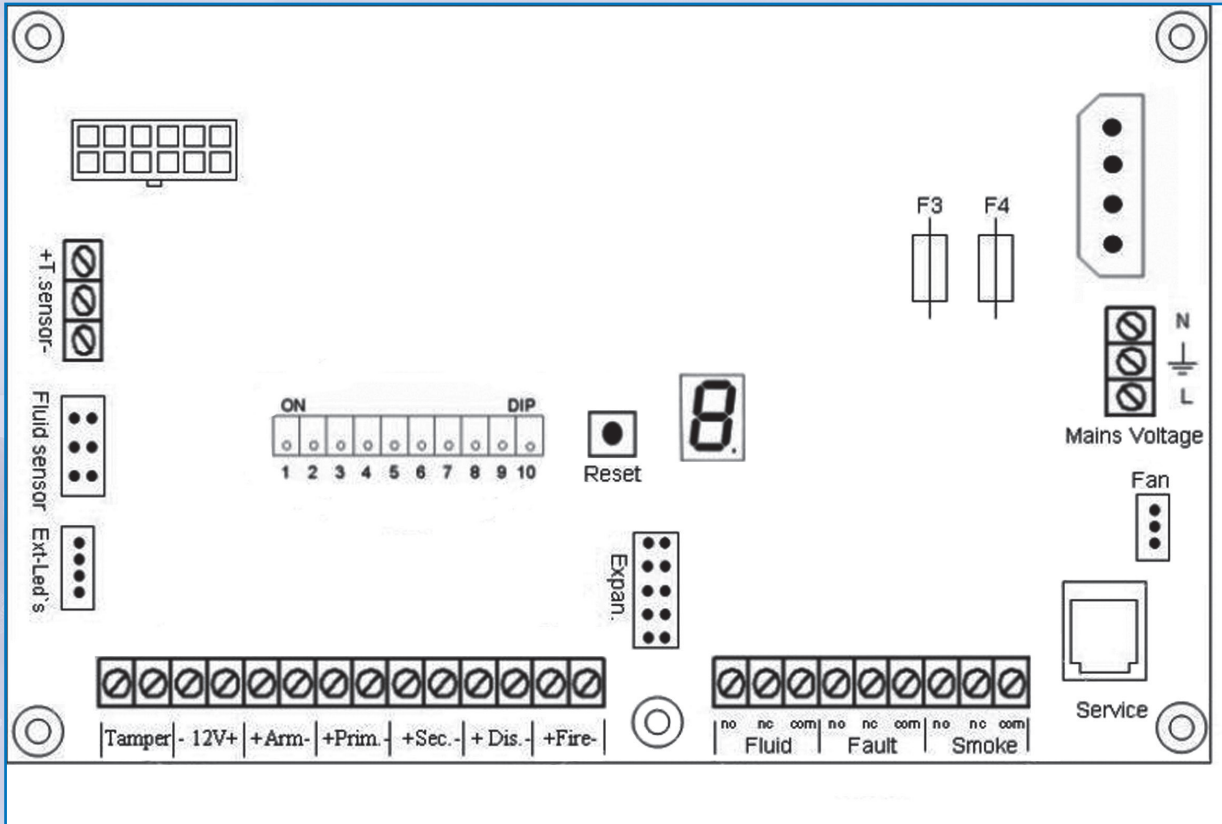 F3 F4
+T.sensor-
N
L
Mains Voltage
Fluid sensor
ON DIP
1 2 3 4 5 6 7 8 9 10
Reset
Fan
Ext-Led`s
Expan.
Service
Tamper - 12V+ +Arm- +Prim.- +Sec.- + Dis.- +Fire-
no nc com no nc com no nc com
Fluid Fault Smoke